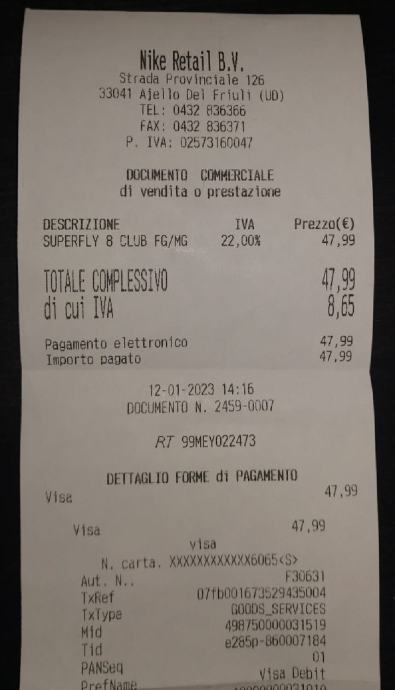 Nike Retail B.V.
Strada Provinciale 126
33041 Ajello Del Friuli (UD)
TEL: 0432 836366
FAX: 0432 836371
P. IVA: 02573160047
DOCUMENTO COMMERCIALE
di vendita o prestazione
DESCRIZIONE IVA Prezzo(€)
SUPERFLY 8 CLUB FG/MG 22,00% 47,99
TOTALE COMPLESSIVO 47,99
di cui IVA 8,65
Pagamento elettronico 47,99
Importo pagato 47,99
12-01-2023 14:16
DOCUMENTO N. 2459-0007
RT 99MEY022473
DETTAGLIO FORME di PAGAMENTO
Visa 47,99
Visa 47,99
visa
N. carta. XXXXXXXXXXXX6065<S>
Aut. N.. F30631
TxRef 07fb001673529435004
TxType GOODS_SERVICES
Mid 498750000031519
Tid e285p-860007184
PANSeq 01
PrefName Visa Debit